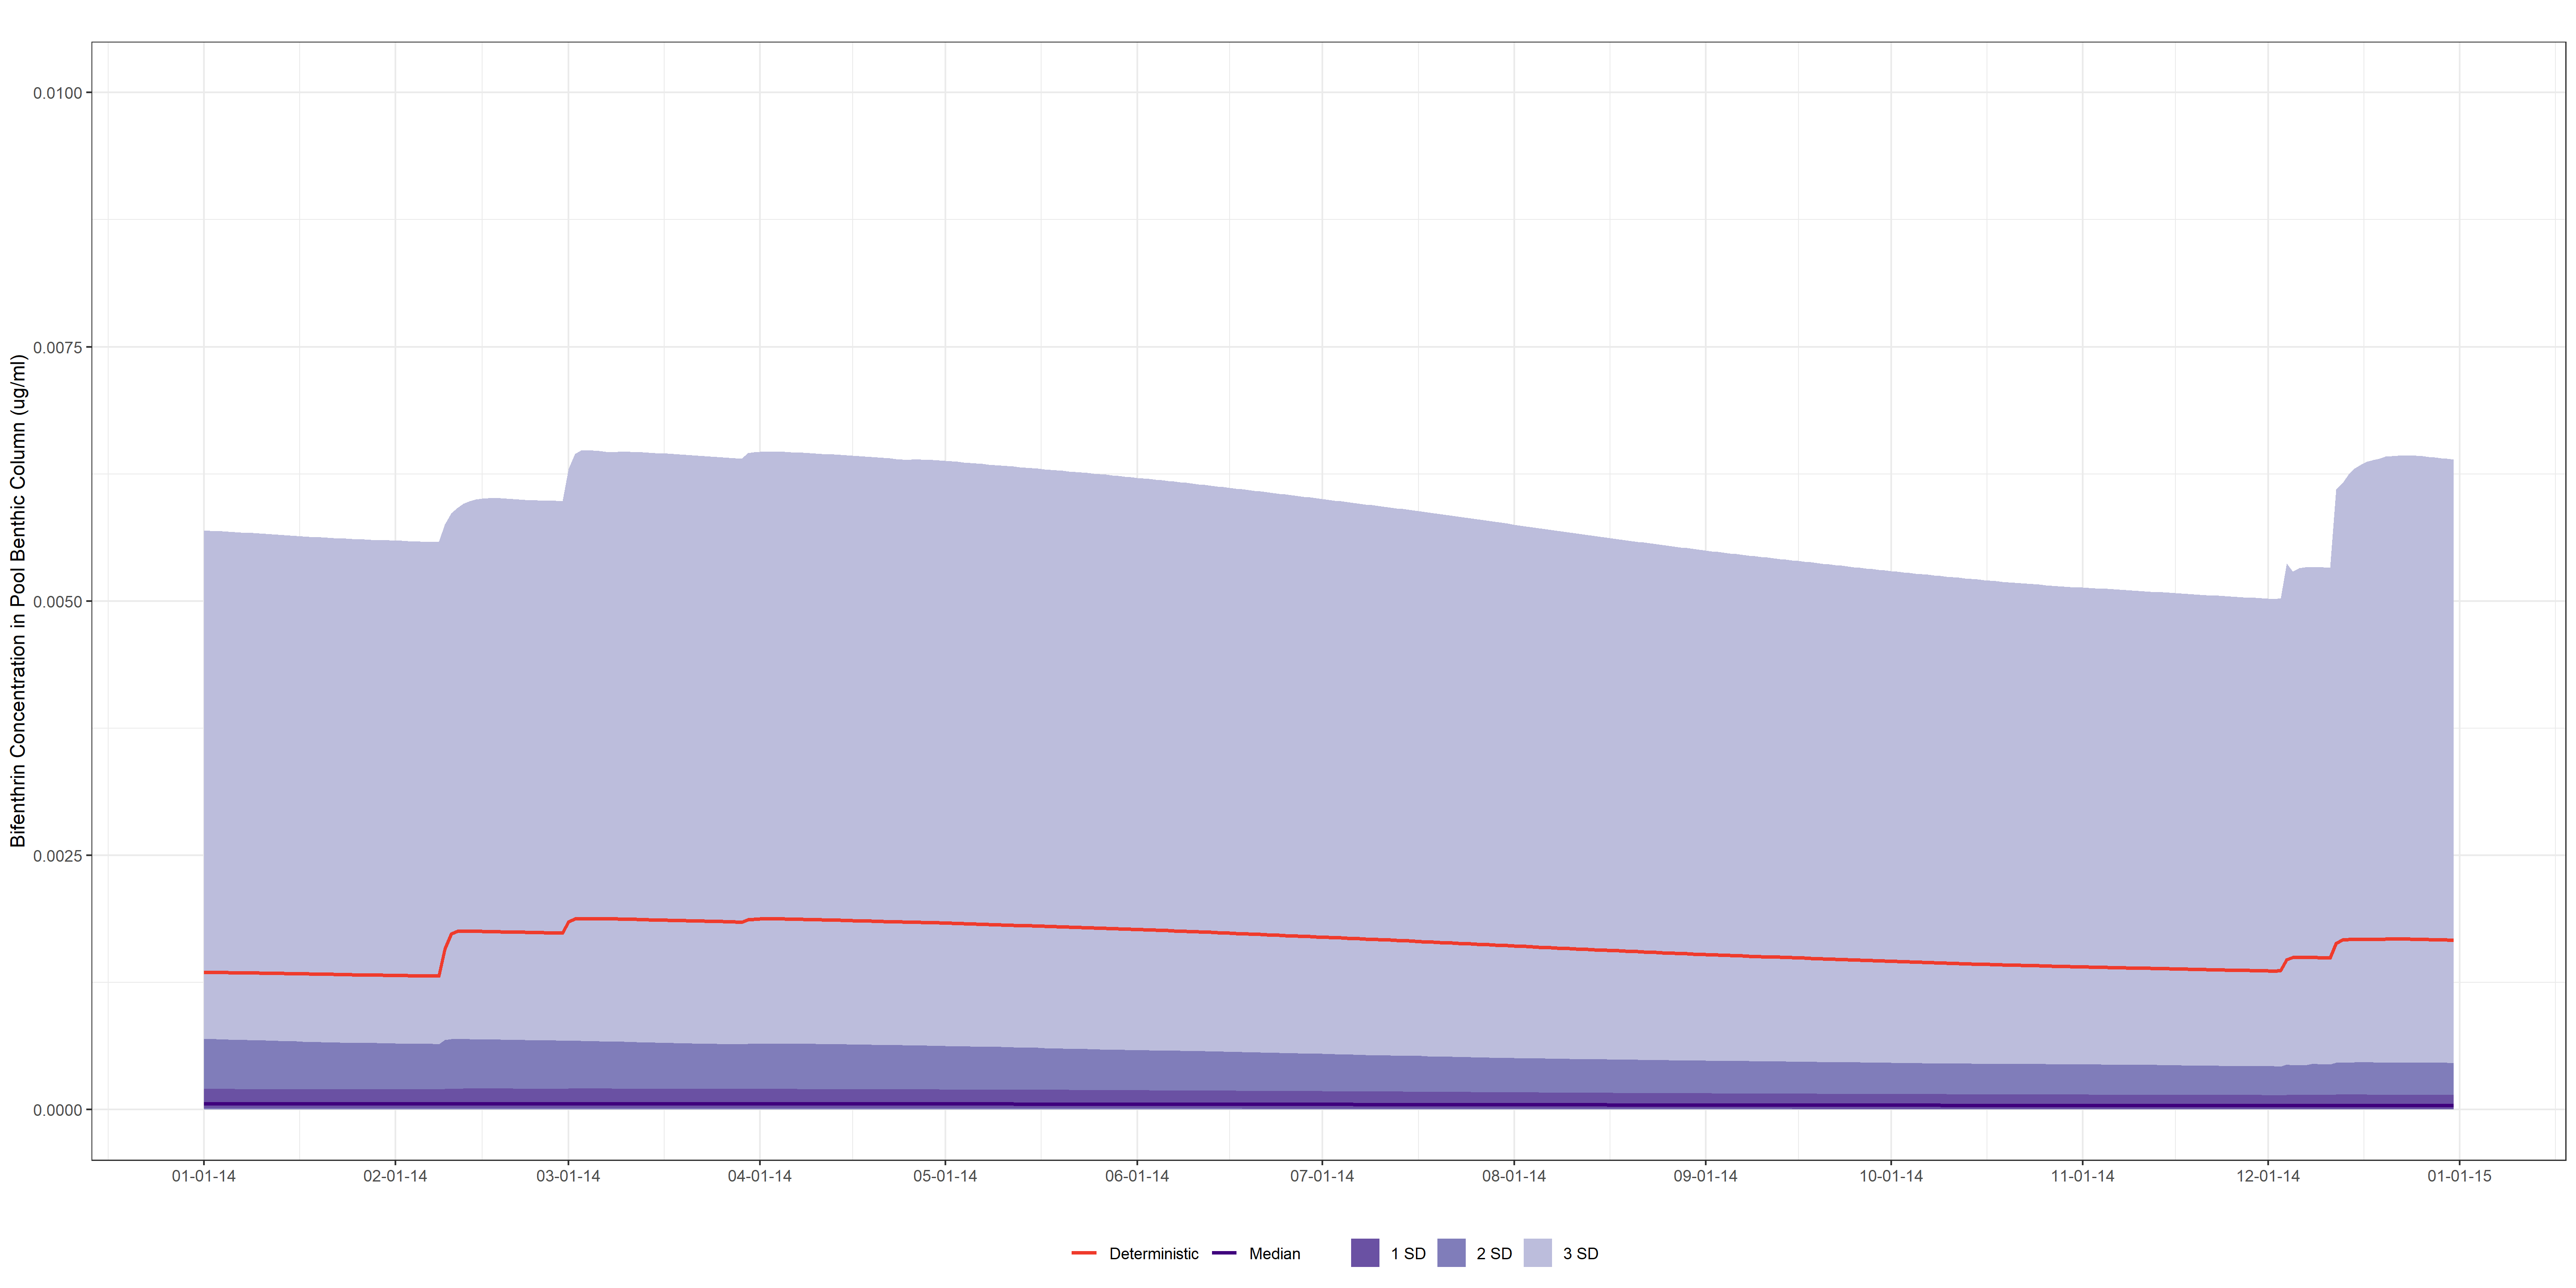 Bifenthrin Concentration in Pool Benthic Column (ug/ml)
0.0100
0.0075
0.0050
0.0025
0.0000
01-01-14 02-01-14 03-01-14 04-01-14 05-01-14 06-01-14 07-01-14 08-01-14 09-01-14 10-01-14 11-01-14 12-01-14 01-01-15
Deterministic Median 1 SD 2 SD 3 SD